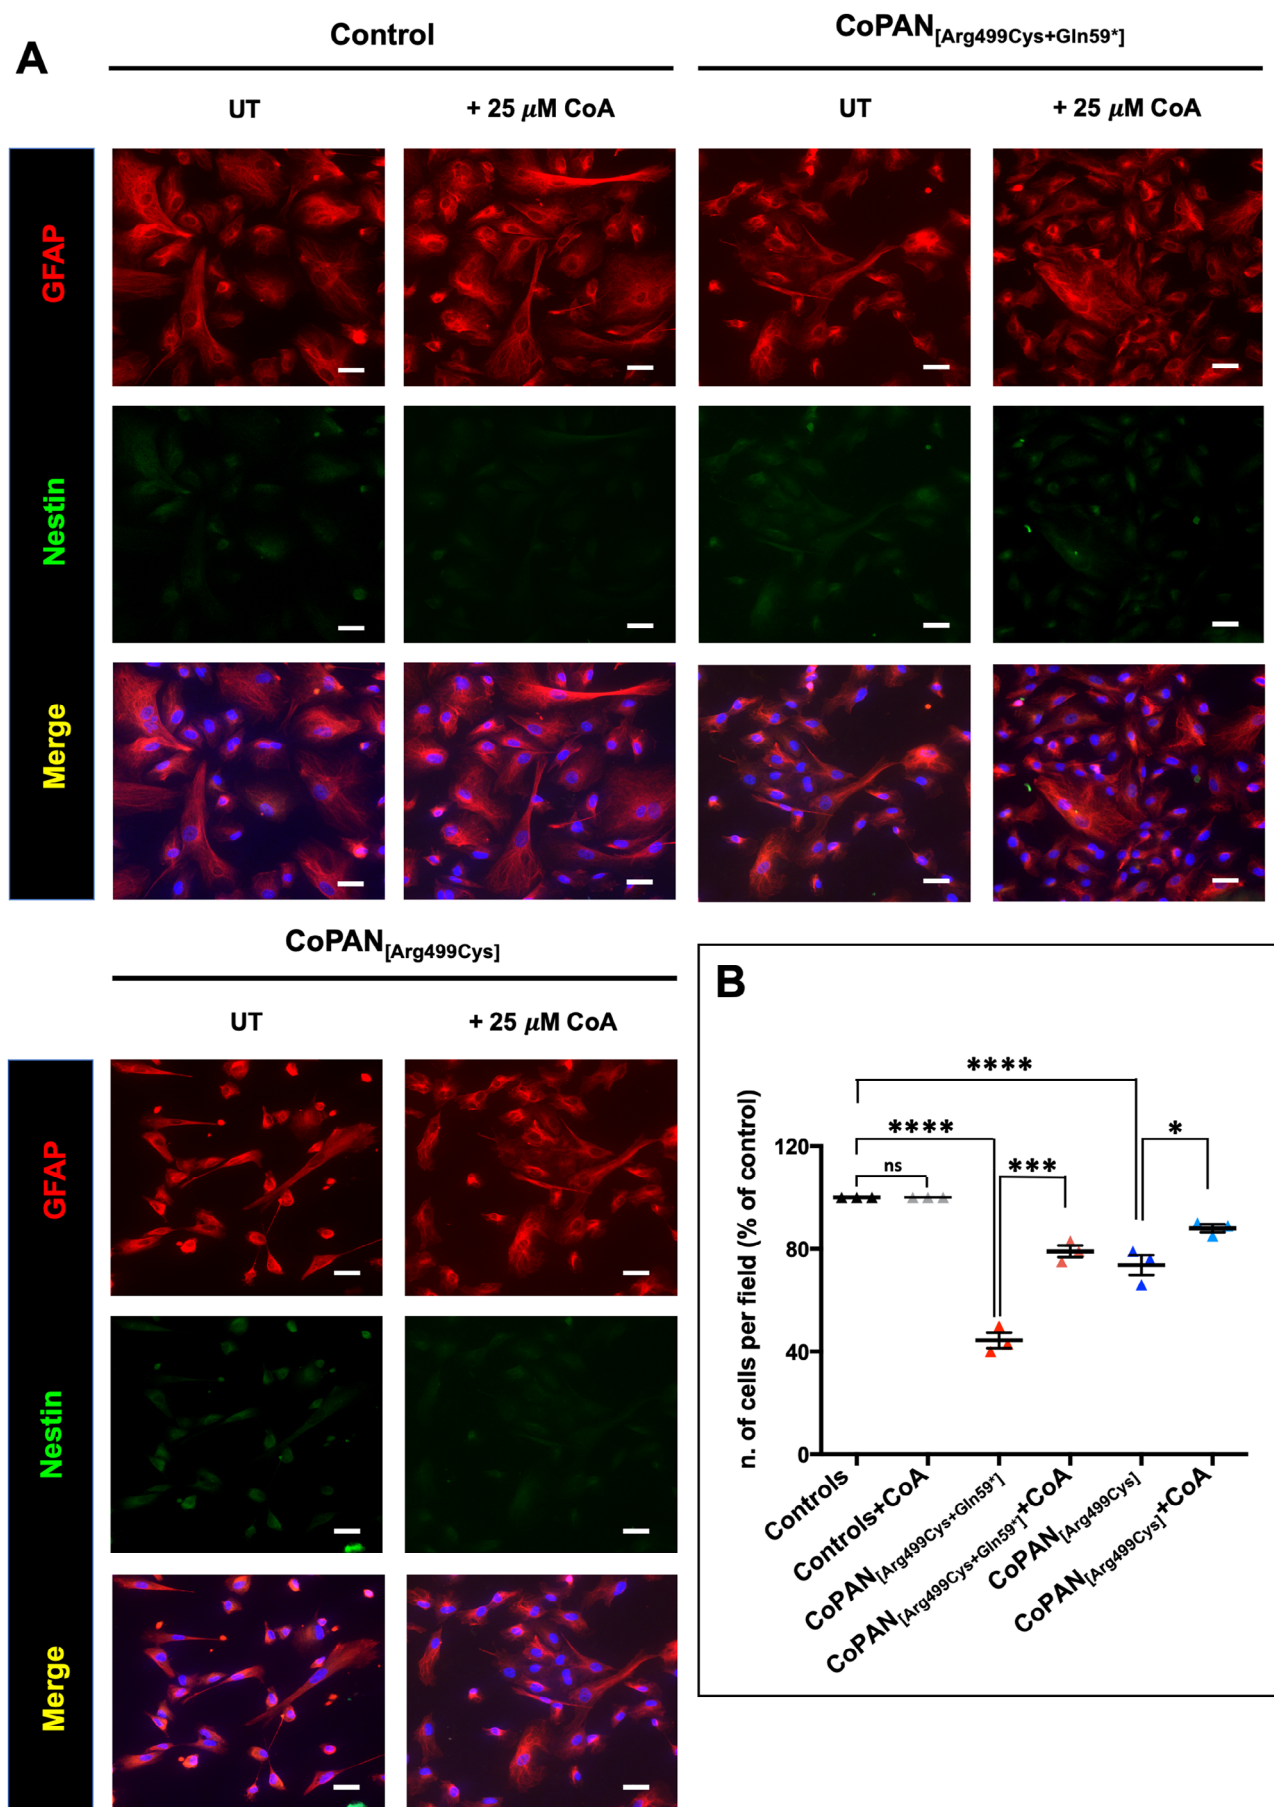 A
Control
CoPAN[Arg499Cys+Gln59*]
UT
+ 25 µM CoA
UT
+ 25 µM CoA
GFAP
Nestin
Merge
CoPAN[Arg499Cys]
UT
+ 25 µM CoA
GFAP
Nestin
Merge
B
n. of cells per field (% of control)
120
80
40
0
****
****
*
ns
***
Controls
Controls+CoA
CoPAN[Arg499Cys+Gln59*]
CoPAN[Arg499Cys+Gln59*]+CoA
CoPAN[Arg499Cys]
CoPAN[Arg499Cys]+CoA